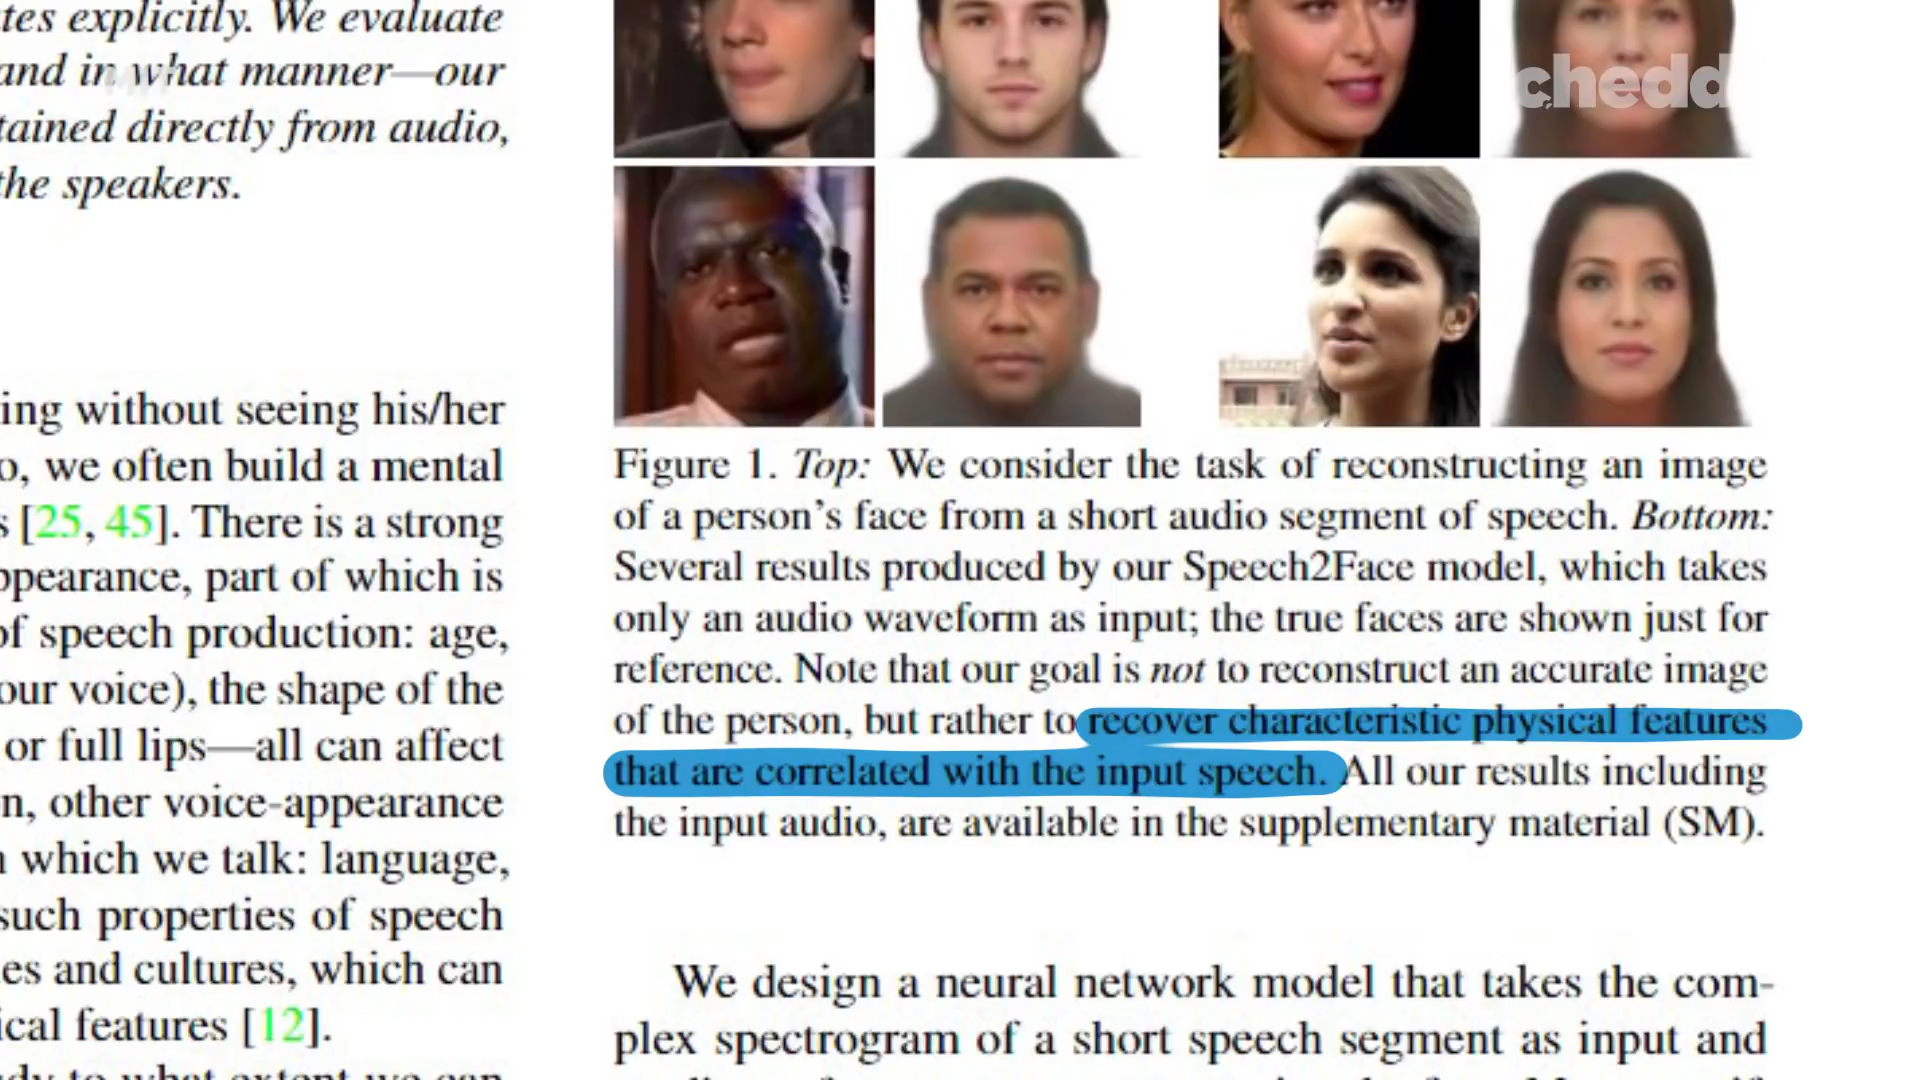 tes explicitly. We evaluate
and in what manner—our
tained directly from audio,
the speakers.
ing without seeing his/her
o, we often build a mental
s [25, 45]. There is a strong
ppearance, part of which is
of speech production: age,
our voice), the shape of the
or full lips—all can affect
n, other voice-appearance
which we talk: language,
such properties of speech
es and cultures, which can
ical features [12].
to what extent we can
chedd
Figure 1. Top: We consider the task of reconstructing an image
of a person's face from a short audio segment of speech. Bottom:
Several results produced by our Speech2Face model, which takes
only an audio waveform as input; the true faces are shown just for
reference. Note that our goal is not to reconstruct an accurate image
of the person, but rather to recover characteristic physical features
that are correlated with the input speech. All our results including
the input audio, are available in the supplementary material (SM).
We design a neural network model that takes the com-
plex spectrogram of a short speech segment as input and